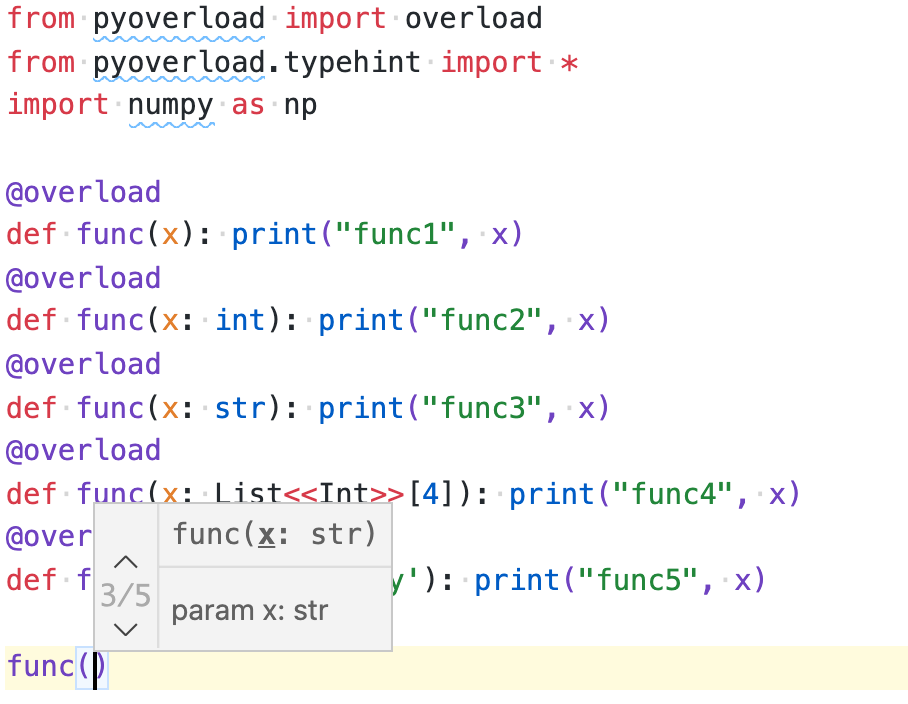 from pyoverload import overload
from pyoverload.typehint import *
import numpy as np
@overload
def func(x): print("func1", x)
@overload
def func(x: int): print("func2", x)
@overload
def func(x: str): print("func3", x)
@overload
def func(x: List<<Int>>[4]): print("func4", x)
@over
def f y'): print("func5", x)
func(x: str)
3/5
param x: str
func()